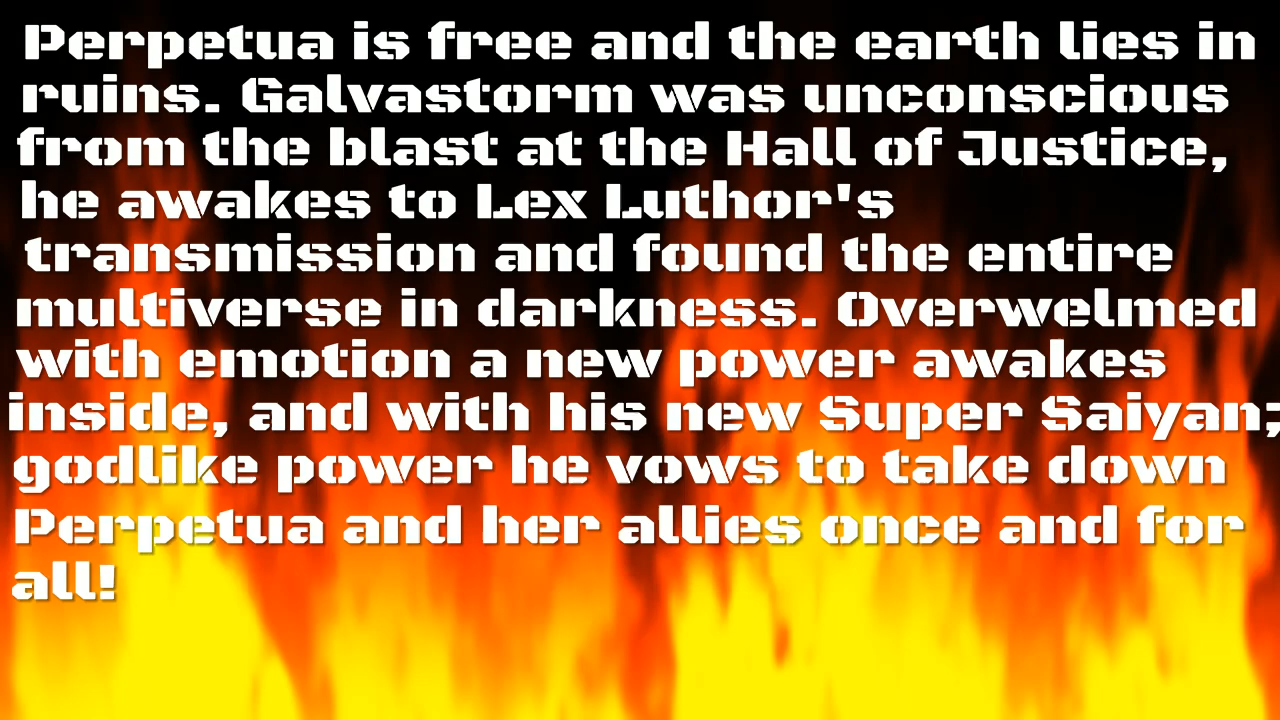 Perpetua is free and the earth lies in
ruins. Galvastorm was unconscious
from the blast at the Hall of Justice,
he awakes to Lex Luthor's
transmission and found the entire
multiverse in darkness. Overwelmed
with emotion a new power awakes
inside, and with his new Super Saiyan;
godlike power he vows to take down
Perpetua and her allies once and for
all!